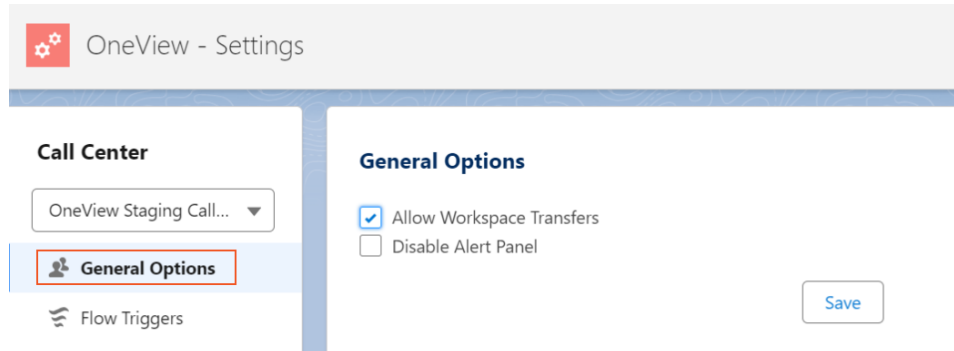 OneView - Settings
Call Center
OneView Staging Call...
General Options
Flow Triggers
General Options
Allow Workspace Transfers
Disable Alert Panel
Save